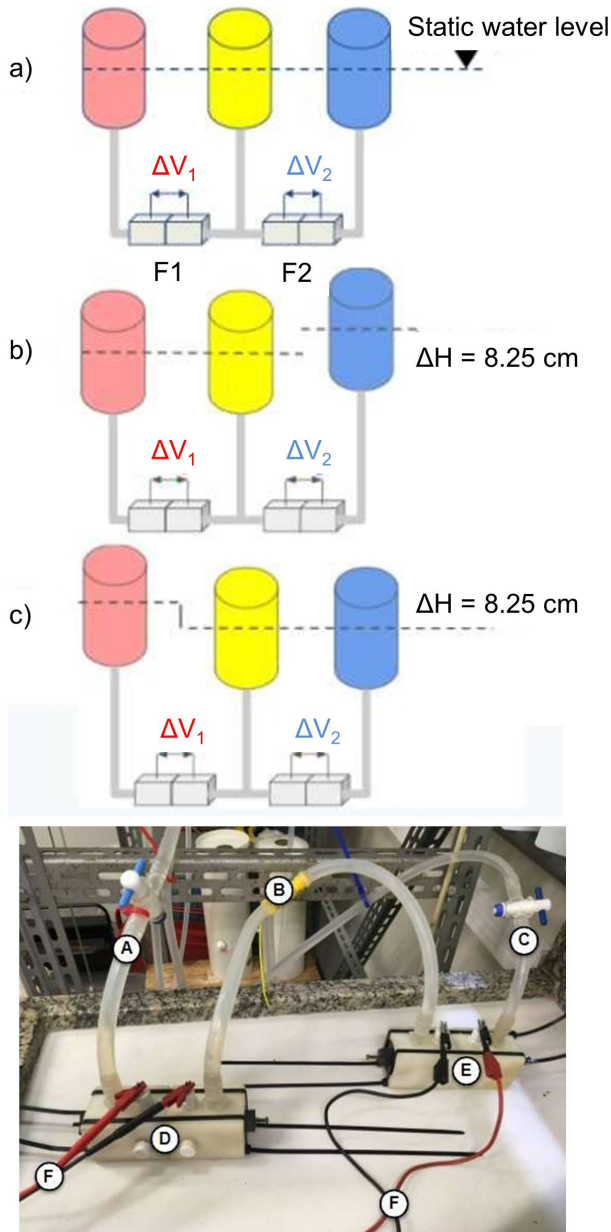 Static water level
a)
ΔV₁ ΔV₂
F1 F2
b)
ΔH = 8.25 cm
ΔV₁ ΔV₂
c)
ΔH = 8.25 cm
ΔV₁ ΔV₂
B
A
C
E
D
F
F